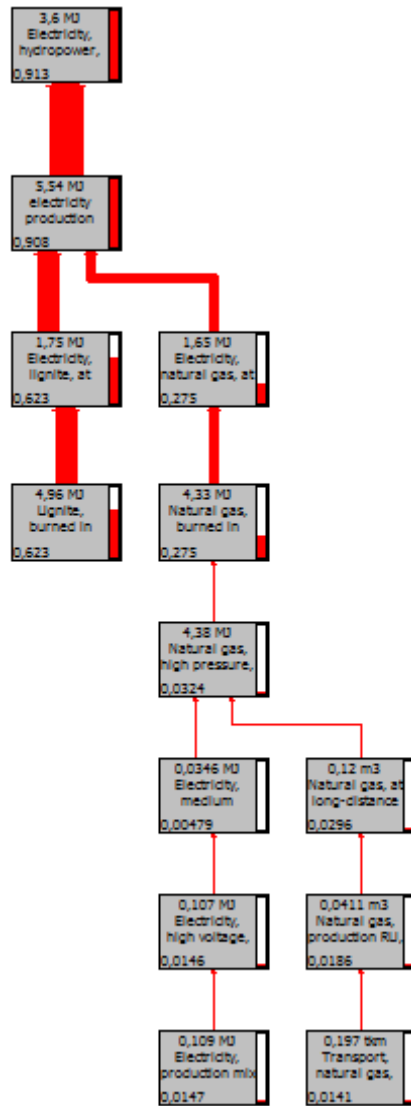 3,6 MJ
Electricity,
hydropower,
0,913
5,54 MJ
electricity
production
0,908
1,75 MJ
Electricity,
lignite, at
0,623
1,65 MJ
Electricity,
natural gas, at
0,275
4,96 MJ
Lignite,
burned in
0,623
4,33 MJ
Natural gas,
burned in
0,275
4,38 MJ
Natural gas,
high pressure,
0,0324
0,0346 MJ
Electricity,
medium
0,00479
0,12 m3
Natural gas, at
long-distance
0,0296
0,107 MJ
Electricity,
high voltage,
0,0146
0,0411 m3
Natural gas,
production RU,
0,0186
0,109 MJ
Electricity,
production mix
0,0147
0,197 tkm
Transport,
natural gas,
0,0141